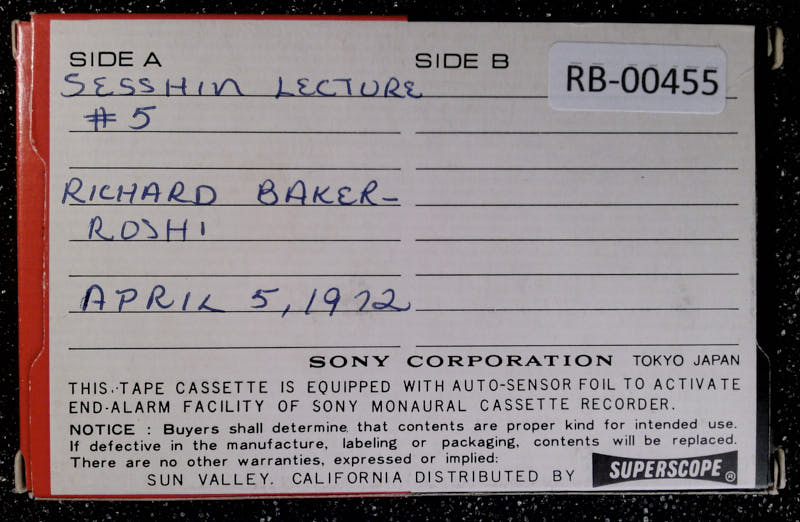 SIDE A
SIDE B
RB-00455
SESSHIN LECTURE
#5
RICHARD BAKER-
ROSHI
APRIL 5, 1972
SONY CORPORATION TOKYO JAPAN
THIS TAPE CASSETTE IS EQUIPPED WITH AUTO-SENSOR FOIL TO ACTIVATE
END-ALARM FACILITY OF SONY MONAURAL CASSETTE RECORDER.
NOTICE : Buyers shall determine that contents are proper kind for intended use.
If defective in the manufacture, labeling or packaging, contents will be replaced.
There are no other warranties, expressed or implied:
SUN VALLEY. CALIFORNIA DISTRIBUTED BY SUPERSCOPE®